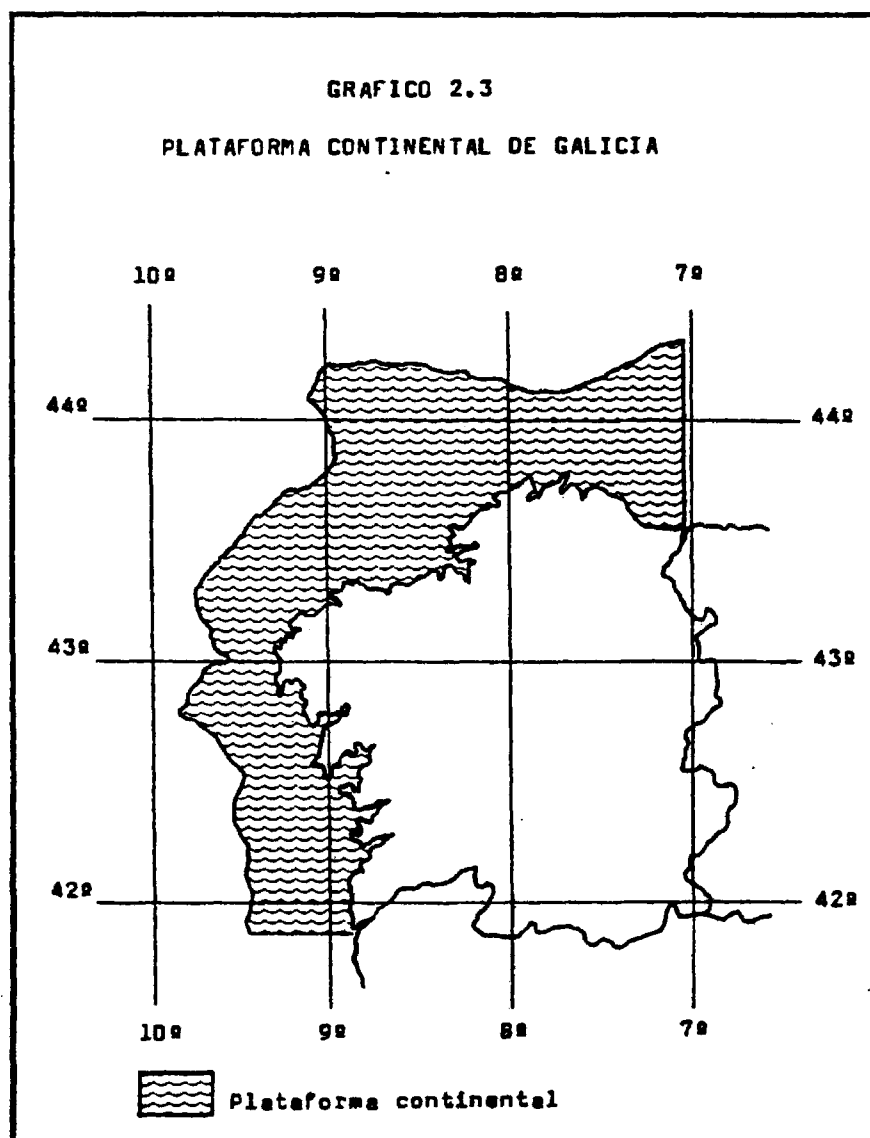 GRAFICO 2.3
PLATAFORMA CONTINENTAL DE GALICIA
10º 9º 8º 7º
44º 44º
43º 43º
42º 42º
10º 9º 8º 7º
Plataforma continental